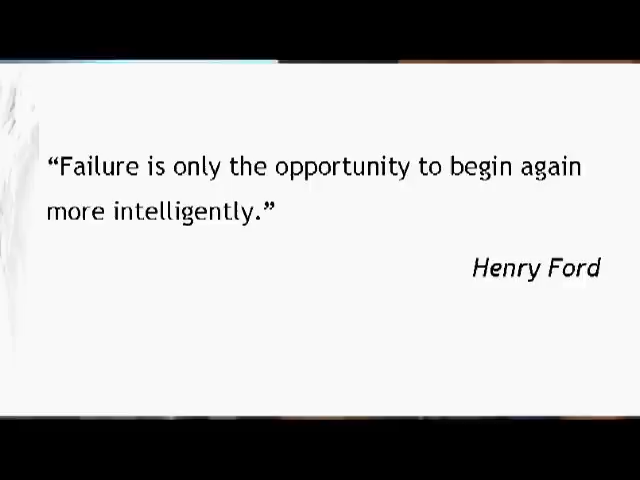 “Failure is only the opportunity to begin again
more intelligently.”
Henry Ford